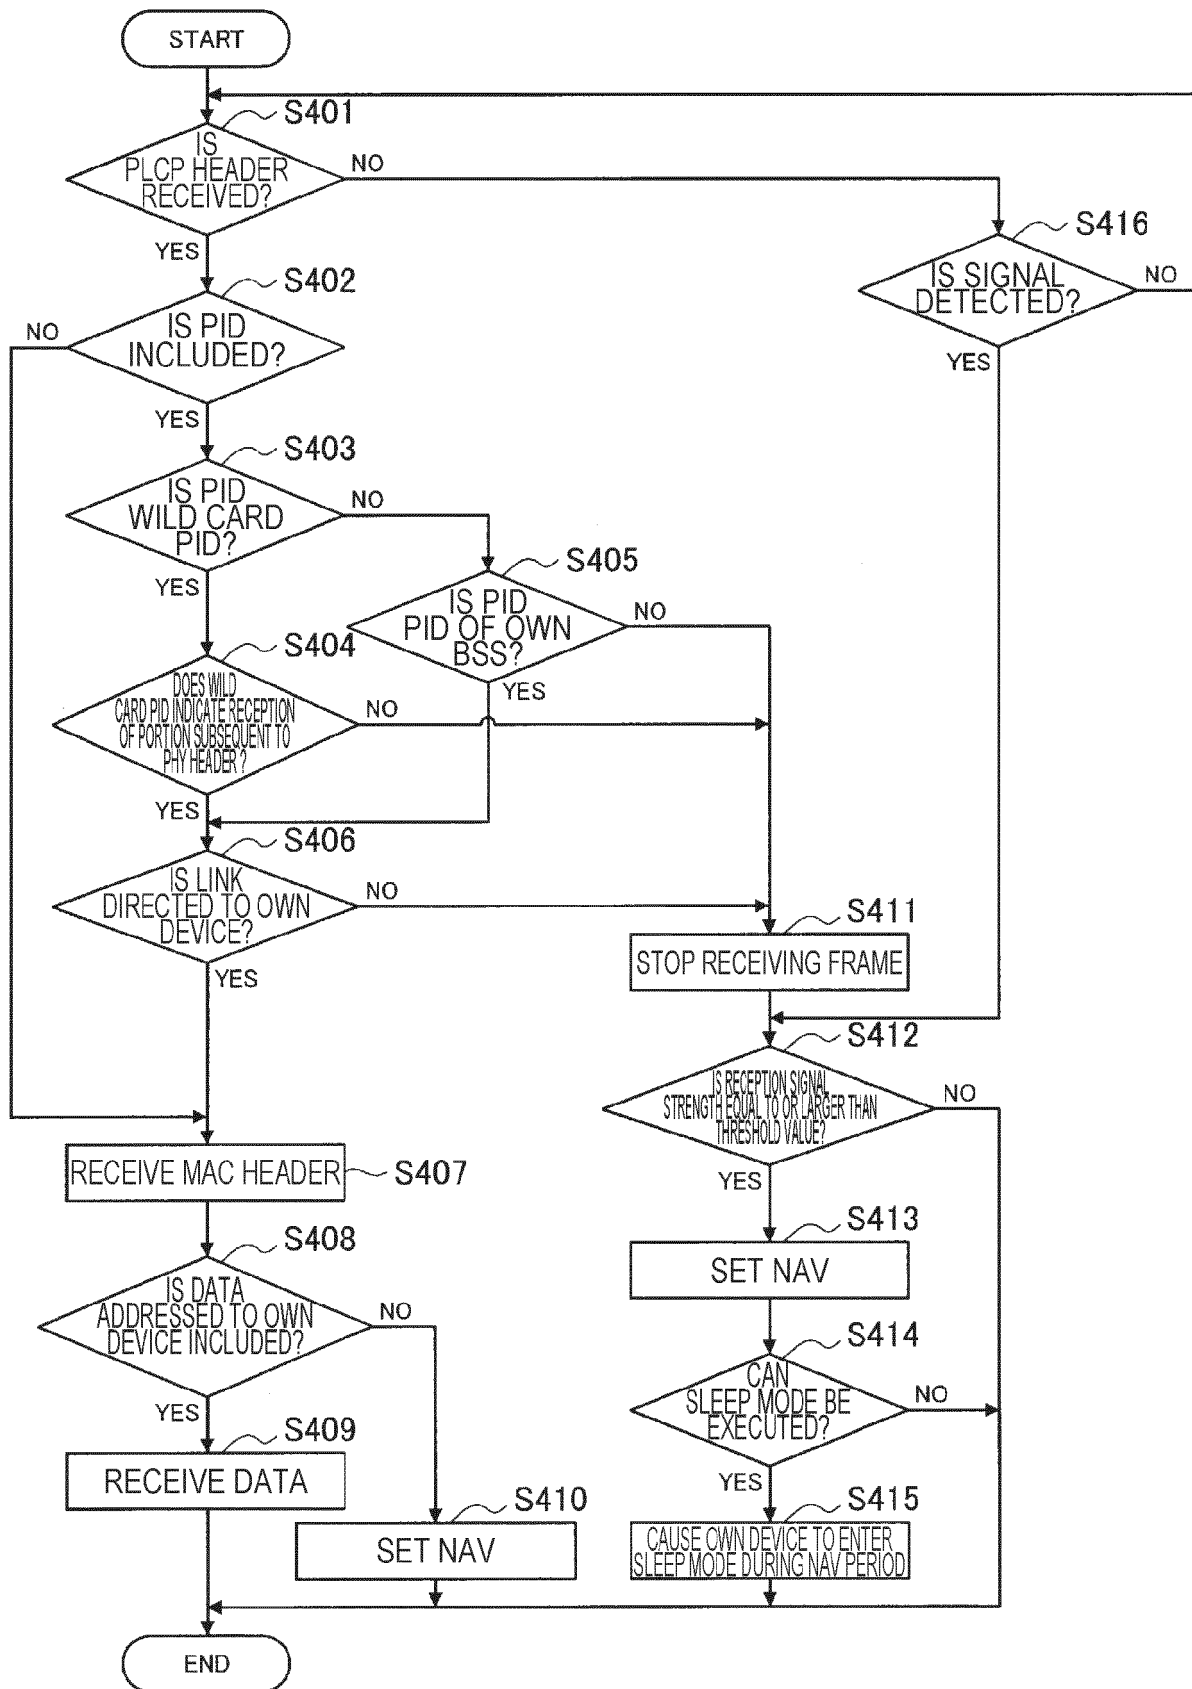 START
S401
IS
PLCP HEADER
RECEIVED?
NO
YES
S416
IS SIGNAL
DETECTED?
NO
YES
S402
IS PID
INCLUDED?
NO
YES
S403
IS PID
WILD CARD
PID?
NO
YES
S405
IS PID
PID OF OWN
BSS?
NO
YES
S404
DOES WILD
CARD PID INDICATE RECEPTION
OF PORTION SUBSEQUENT TO
PHY HEADER ?
NO
YES
S406
IS LINK
DIRECTED TO OWN
DEVICE?
NO
YES
S411
STOP RECEIVING FRAME
S412
IS RECEPTION SIGNAL
STRENGTH EQUAL TO OR LARGER THAN
THRESHOLD VALUE?
NO
YES
RECEIVE MAC HEADER
S407
S408
IS DATA
ADDRESSED TO OWN
DEVICE INCLUDED?
NO
YES
S413
SET NAV
S414
CAN
SLEEP MODE BE
EXECUTED?
NO
YES
S409
RECEIVE DATA
S410
SET NAV
S415
CAUSE OWN DEVICE TO ENTER
SLEEP MODE DURING NAV PERIOD
END